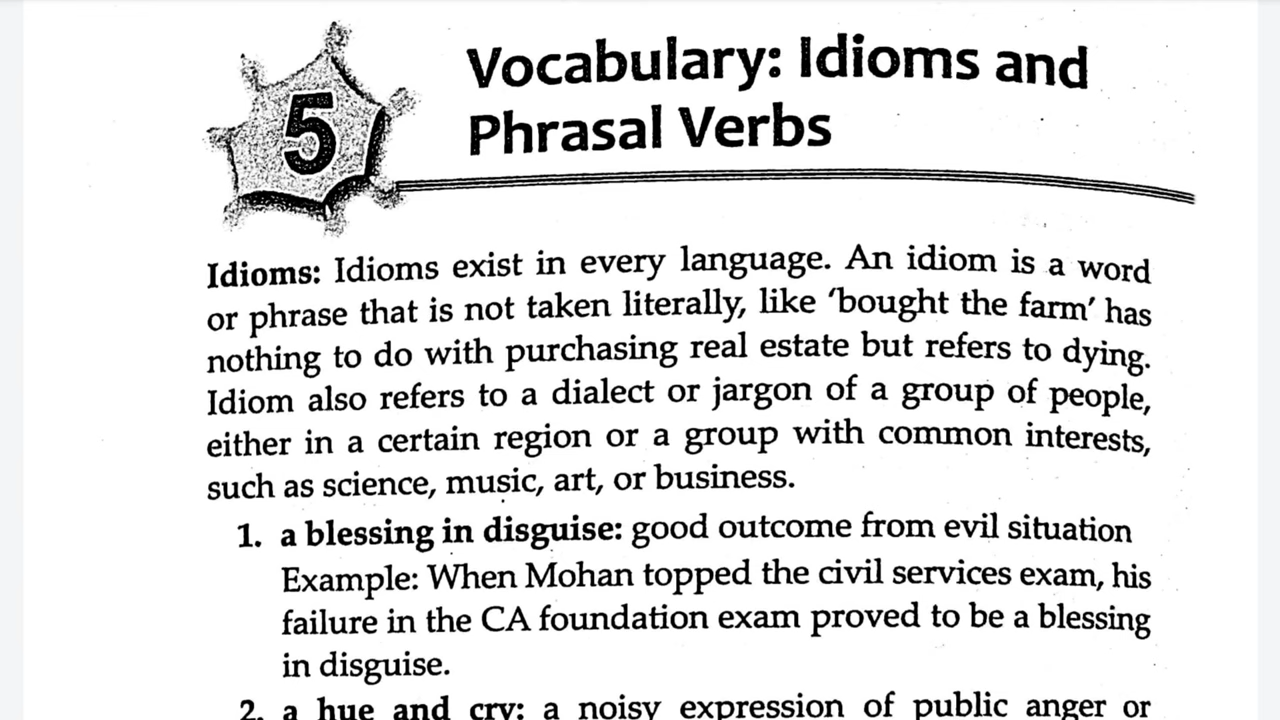 5
Vocabulary: Idioms and
Phrasal Verbs
Idioms: Idioms exist in every language. An idiom is a word
or phrase that is not taken literally, like ‘bought the farm’ has
nothing to do with purchasing real estate but refers to dying.
Idiom also refers to a dialect or jargon of a group of people,
either in a certain region or a group with common interests,
such as science, music, art, or business.
1. a blessing in disguise: good outcome from evil situation
Example: When Mohan topped the civil services exam, his
failure in the CA foundation exam proved to be a blessing
in disguise.
2. a hue and cry: a noisy expression of public anger or